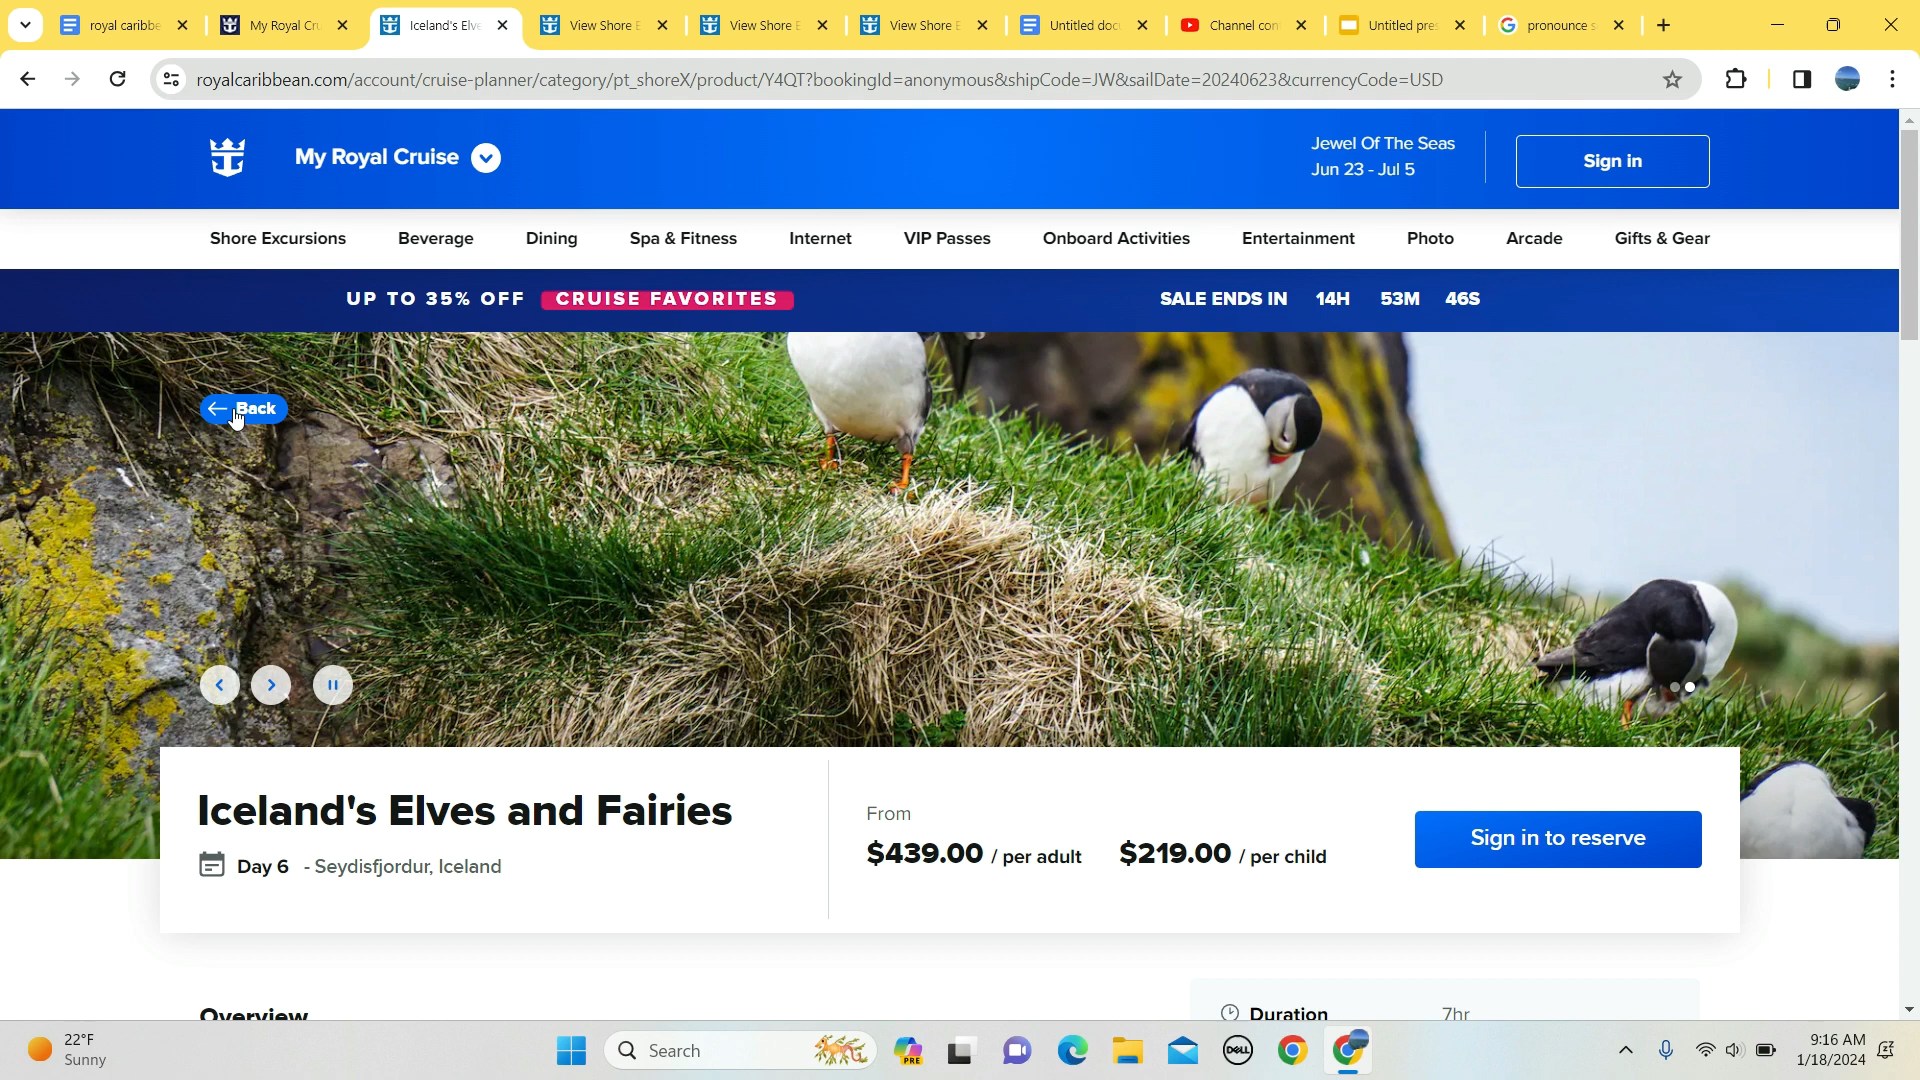 royal caribbe
My Royal Cru
Iceland's Elve
View Shore E
View Shore E
View Shore E
Untitled doc
Channel con
Untitled pres
pronounce s
royalcaribbean.com/account/cruise-planner/category/pt_shoreX/product/Y4QT?bookingId=anonymous&shipCode=JW&sailDate=20240623&currencyCode=USD
My Royal Cruise
Jewel Of The Seas
Jun 23 - Jul 5
Sign in
Shore Excursions Beverage Dining Spa & Fitness Internet VIP Passes Onboard Activities Entertainment Photo Arcade Gifts & Gear
UP TO 35% OFF CRUISE FAVORITES SALE ENDS IN 14H 53M 46S
Back
Iceland's Elves and Fairies
Day 6 - Seydisfjordur, Iceland
From
$439.00 / per adult $219.00 / per child
Sign in to reserve
Overview
Duration 7hr
22°F
Sunny
Search
PRE
DELL
9:16 AM
1/18/2024